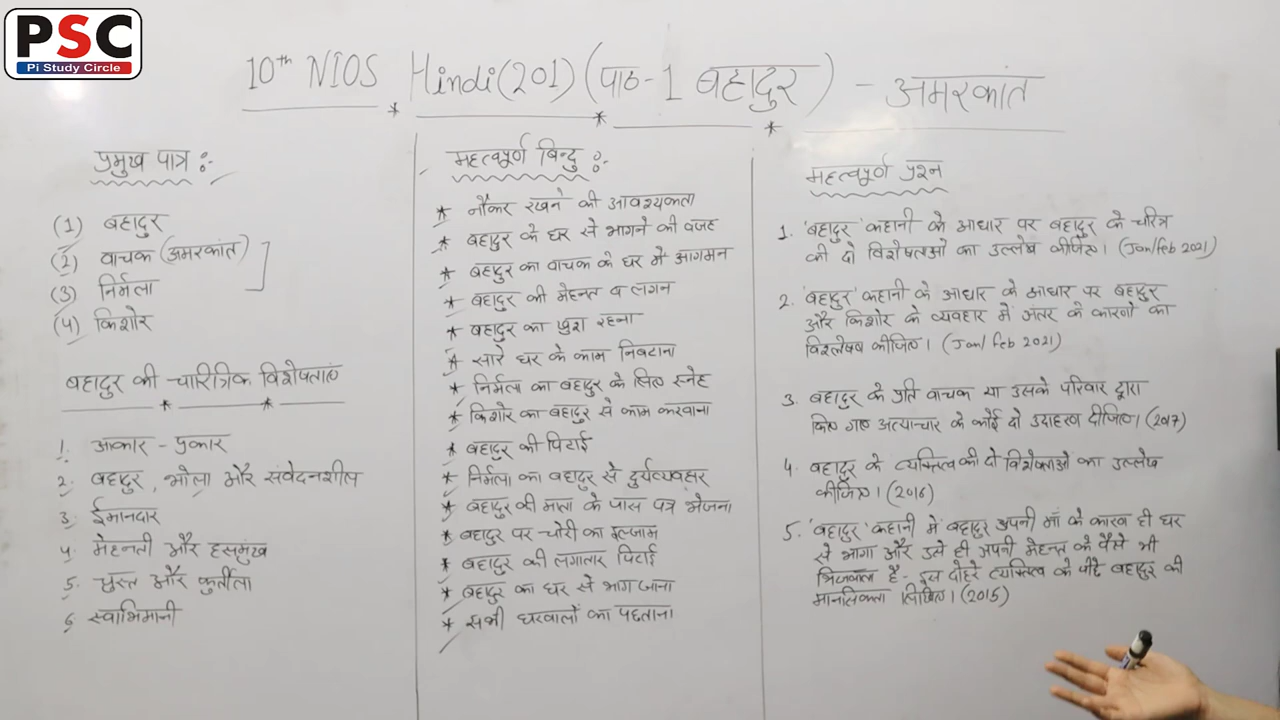 PSC
Pi Study Circle
10th NIOS Hindi(201) (पाठ-1 बहादुर) - अमरकांत
प्रमुख पात्र :-
(1) बहादुर
(2) वाचक (अमरकांत)
(3) निर्मला
(4) किशोर
बहादुर की चारित्रिक विशेषताएं
1. आकार - प्रकार
2. बहादुर, भोला और संवेदनशील
3. ईमानदार
4. मेहनती और हसमुंख
5. चुस्त और फुर्तीला
6. स्वाभिमानी
महत्वपूर्ण बिन्दु :-
* नौकर रखने की आवश्यकता
* बहादुर के घर से भागने की वजह
* बहादुर का वाचक के घर में आगमन
* बहादुर की मेहनत व लगन
* बहादुर का खुश रहना
* सारे घर के काम निबटाना
* निर्मला का बहादुर के लिए स्नेह
* किशोर का बहादुर से काम करवाना
* बहादुर की पिटाई
* निर्मला का बहादुर से दुर्यव्यवहार
* बहादुर की माता के पास पत्र भेजना
* बहादुर पर चोरी का इल्जाम
* बहादुर की लगातार पिटाई
* बहादुर का घर से भाग जाना
* सभी घरवालों का पछताना
महत्वपूर्ण प्रश्न
1. 'बहादुर' कहानी के आधार पर बहादुर के चरित्र
की दो विशेषताओं का उल्लेख कीजिए। (Jan/Feb 2021)
2. 'बहादुर' कहानी के आधार के आधार पर बहादुर
और किशोर के व्यवहार में अंतर के कारणों का
विश्लेषण कीजिए। (Jan/Feb 2021)
3. बहादुर के प्रति वाचक या उसके परिवार द्वारा
किए गए अत्याचार के कोई दो उदाहरण दीजिए। (2017)
4. बहादुर के व्यक्तित्व की दो विशेषताओं का उल्लेख
कीजिए। (2016)
5. 'बहादुर' कहानी में बहादुर अपनी माँ के कारण ही घर
से भागा और उसे ही अपनी मेहनत के पैसे भी
भिजवाता है - इस दोहरे व्यक्तित्व के पीछे बहादुर की
मानसिकता लिखिए। (2015)